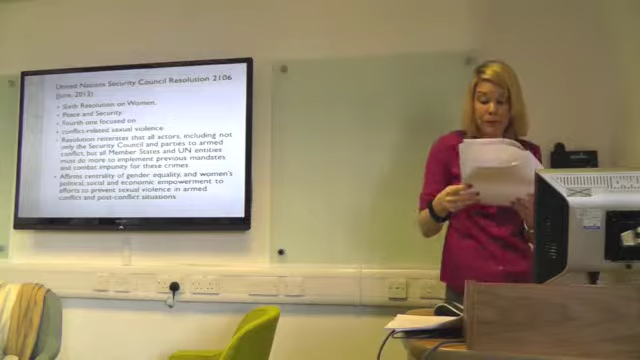 United Nations Security Council Resolution 2106
(June, 2013)
Sixth Resolution on Women,
Peace and Security.
Fourth one focused on
conflict-related sexual violence
Resolution reiterates that all actors, including not
only the Security Council and parties to armed
conflict, but all Member States and UN entities
must do more to implement previous mandates
and combat impunity for these crimes.
Affirms centrality of gender equality, and women's
political, social and economic empowerment to
efforts to prevent sexual violence in armed
conflict and post-conflict situations